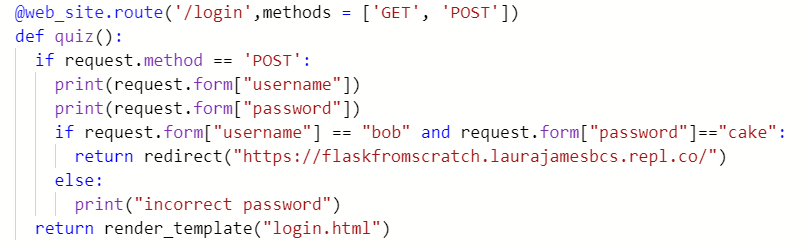 @web_site.route('/login',methods = ['GET', 'POST'])
def quiz():
  if request.method == 'POST':
    print(request.form["username"])
    print(request.form["password"])
    if request.form["username"] == "bob" and request.form["password"]=="cake":
      return redirect("https://flaskfromscratch.laurajamesbcs.repl.co/")
    else:
      print("incorrect password")
  return render_template("login.html")